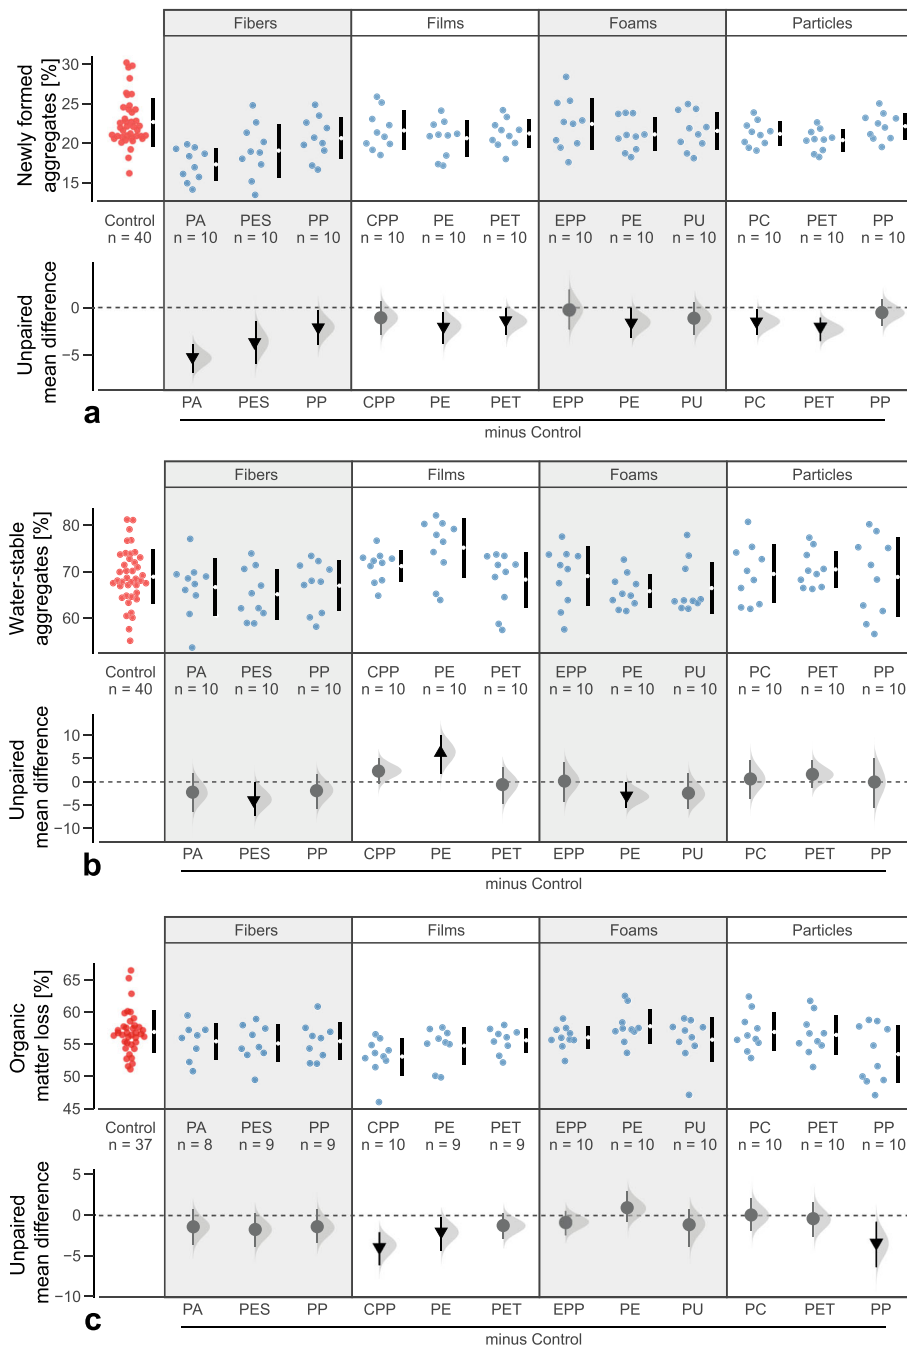 Fibers Films Foams Particles
Newly formed
aggregates [%]
30
25
20
15
Control PA PES PP CPP PE PET EPP PE PU PC PET PP
n = 40 n = 10 n = 10 n = 10 n = 10 n = 10 n = 10 n = 10 n = 10 n = 10 n = 10 n = 10 n = 10
Unpaired
mean difference
0
−5
PA PES PP CPP PE PET EPP PE PU PC PET PP
a
minus Control
Fibers Films Foams Particles
Water-stable
aggregates [%]
80
70
60
Control PA PES PP CPP PE PET EPP PE PU PC PET PP
n = 40 n = 10 n = 10 n = 10 n = 10 n = 10 n = 10 n = 10 n = 10 n = 10 n = 10 n = 10 n = 10
Unpaired
mean difference
10
5
0
−5
−10
PA PES PP CPP PE PET EPP PE PU PC PET PP
b
minus Control
Fibers Films Foams Particles
Organic
matter loss [%]
65
60
55
50
45
Control PA PES PP CPP PE PET EPP PE PU PC PET PP
n = 37 n = 8 n = 9 n = 9 n = 10 n = 9 n = 9 n = 10 n = 10 n = 10 n = 10 n = 10 n = 10
Unpaired
mean difference
5
0
−5
−10
PA PES PP CPP PE PET EPP PE PU PC PET PP
c
minus Control